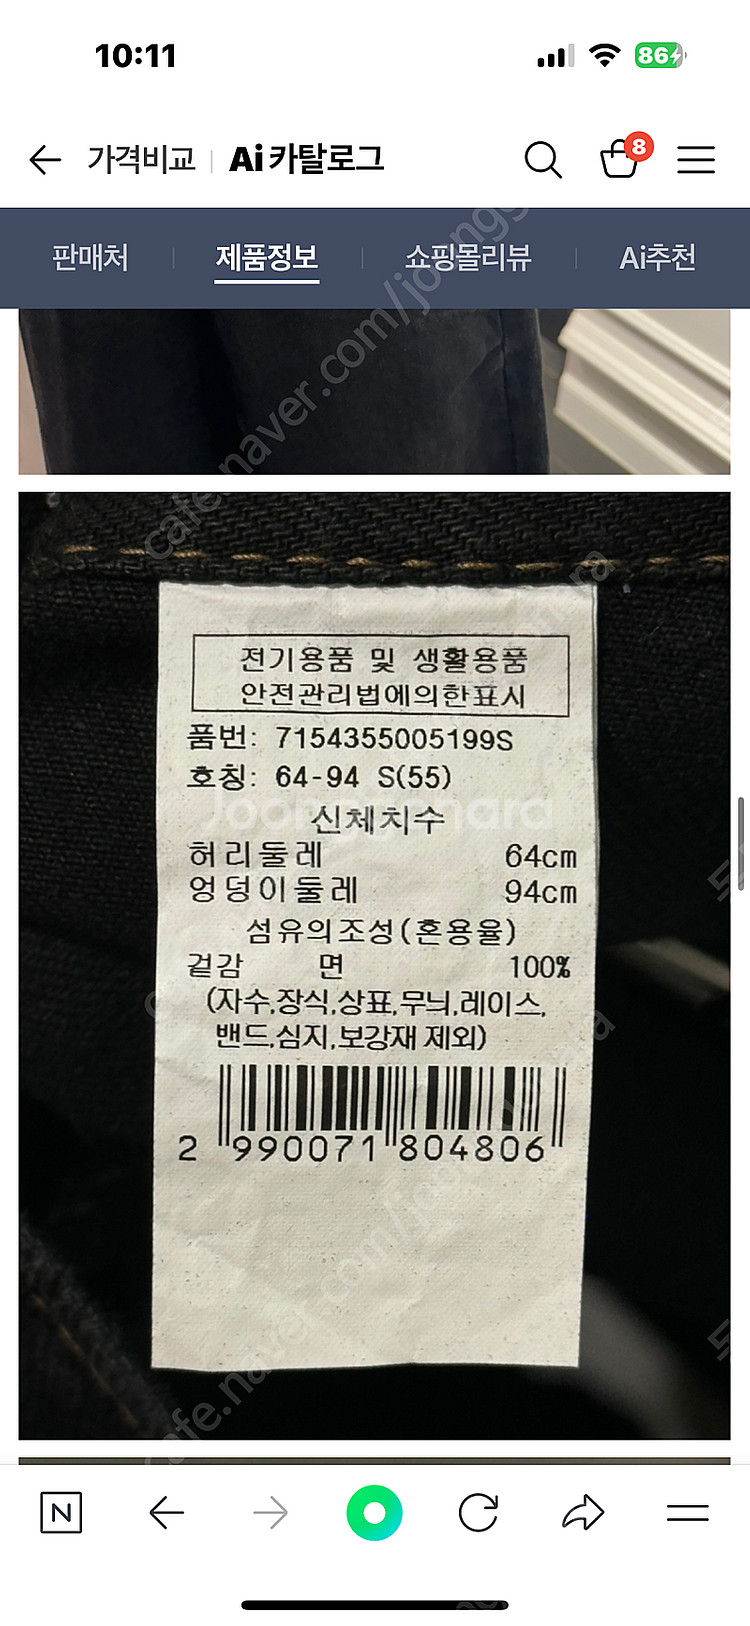 10:11
86
가격비교 | Ai 카탈로그
8
판매처 | 제품정보 | 쇼핑몰리뷰 | Ai추천
cafe.naver.com/joongg
전기용품 및 생활용품
안전관리법에의한표시
품번: 7154355005199S
호칭: 64-94 S(55)
Joonggonara
신체치수
허리둘레 64cm
엉덩이둘레 94cm
섬유의조성(혼용율)
겉감 면 100%
(자수,장식,상표,무늬,레이스,
밴드,심지,보강재 제외)
2 990071 804806
N